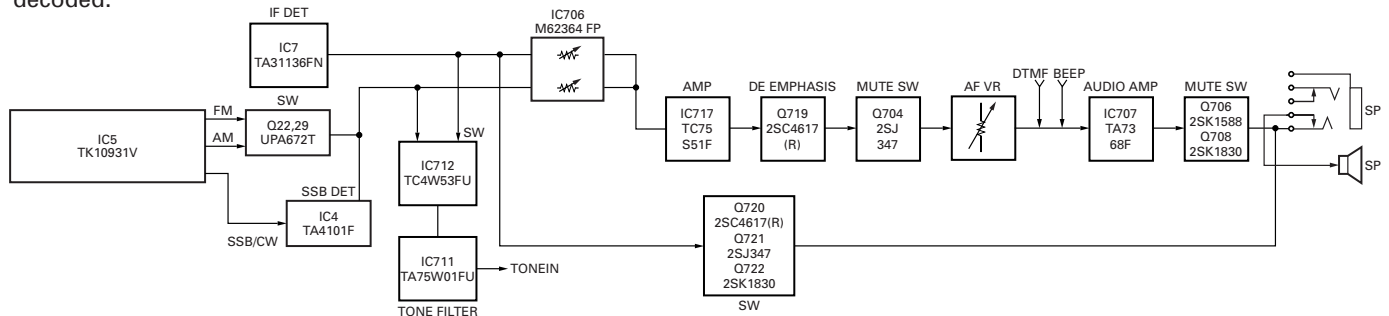 decoded.
IF DET
IC7
TA31136FN
IC706
M62364 FP
IC5
TK10931V
FM
AM
SW
Q22,29
UPA672T
SSB DET
IC4
TA4101F
SSB/CW
SW
IC712
TC4W53FU
IC711
TA75W01FU
TONE FILTER
TONEIN
AMP
IC717
TC75
S51F
DE EMPHASIS
Q719
2SC4617
(R)
MUTE SW
Q704
2SJ
347
AF VR
DTMF BEEP
AUDIO AMP
IC707
TA73
68F
MUTE SW
Q706
2SK1588
Q708
2SK1830
SP
SP
Q720
2SC4617(R)
Q721
2SJ347
Q722
2SK1830
SW